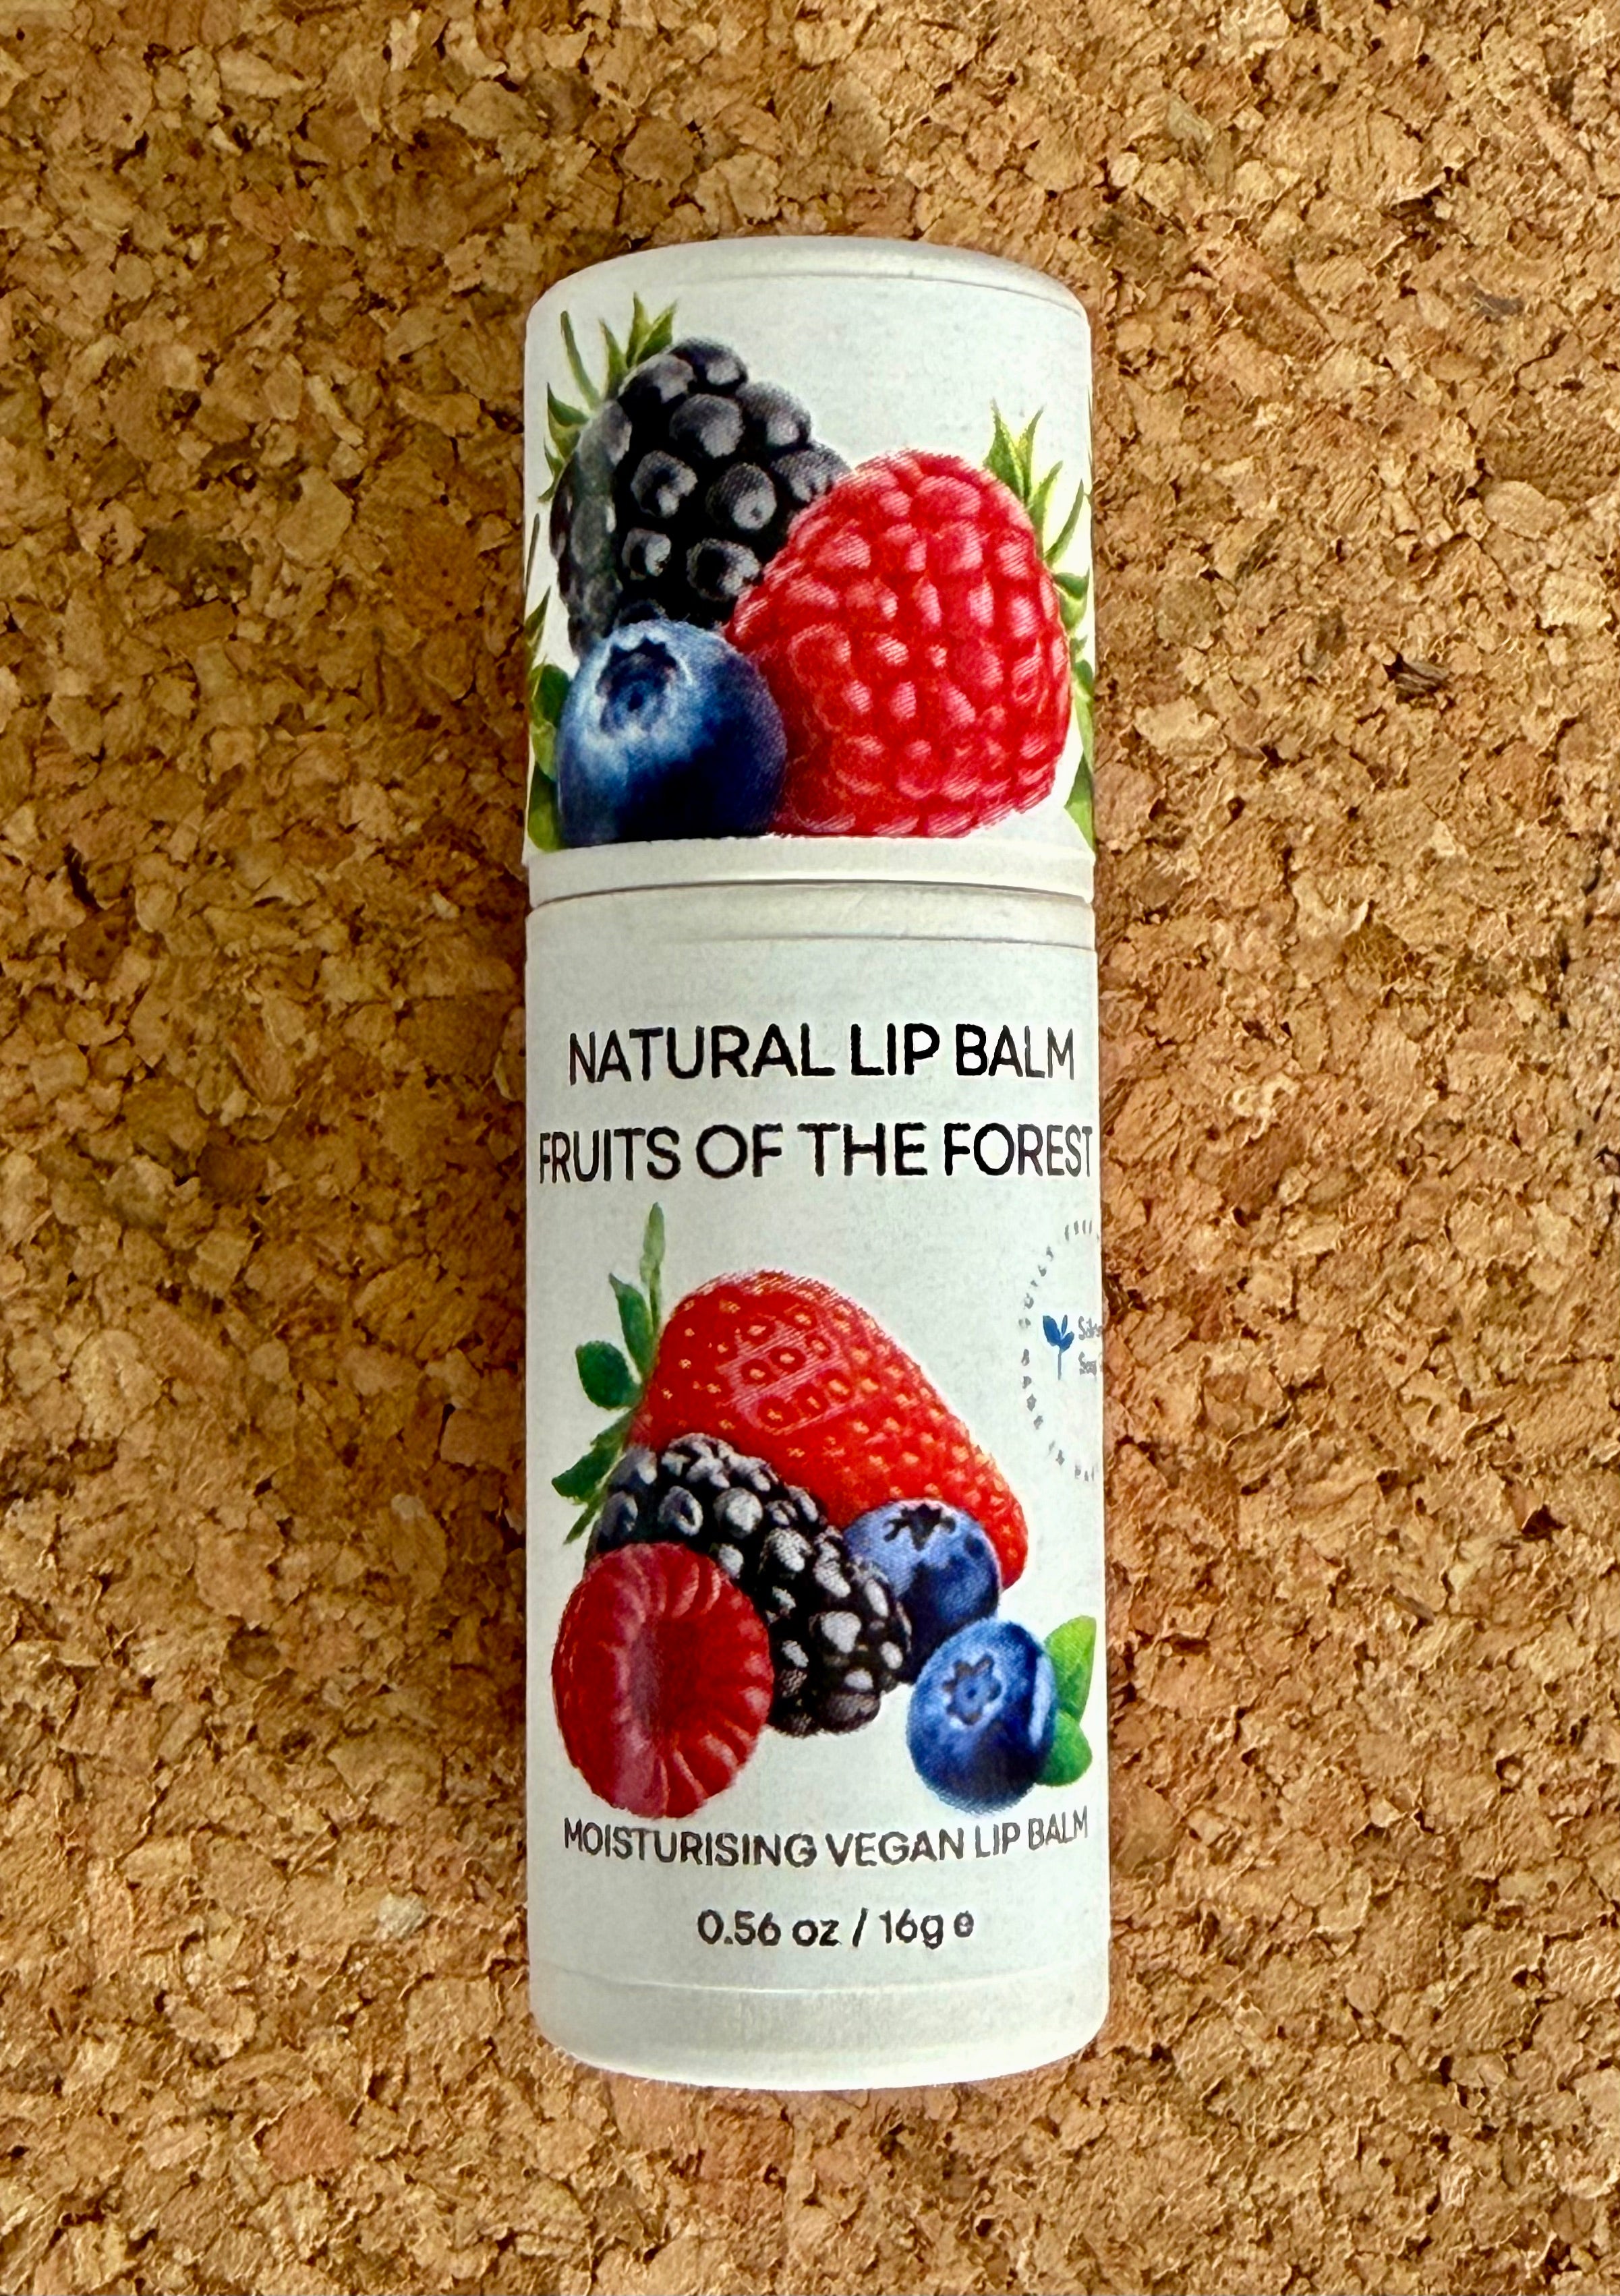 NATURAL LIP BALM
FRUITS OF THE FOREST
MOISTURISING VEGAN LIP BALM
0.56 oz / 16g e